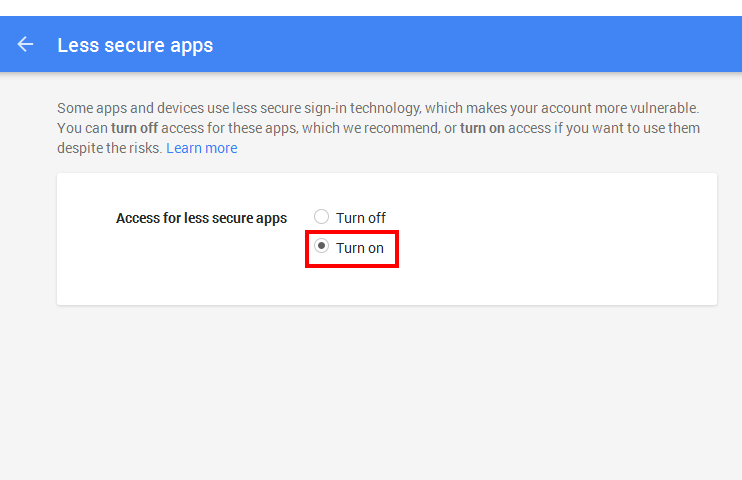 Less secure apps
Some apps and devices use less secure sign-in technology, which makes your account more vulnerable.
You can turn off access for these apps, which we recommend, or turn on access if you want to use them
despite the risks. Learn more
Access for less secure apps
Turn off
Turn on